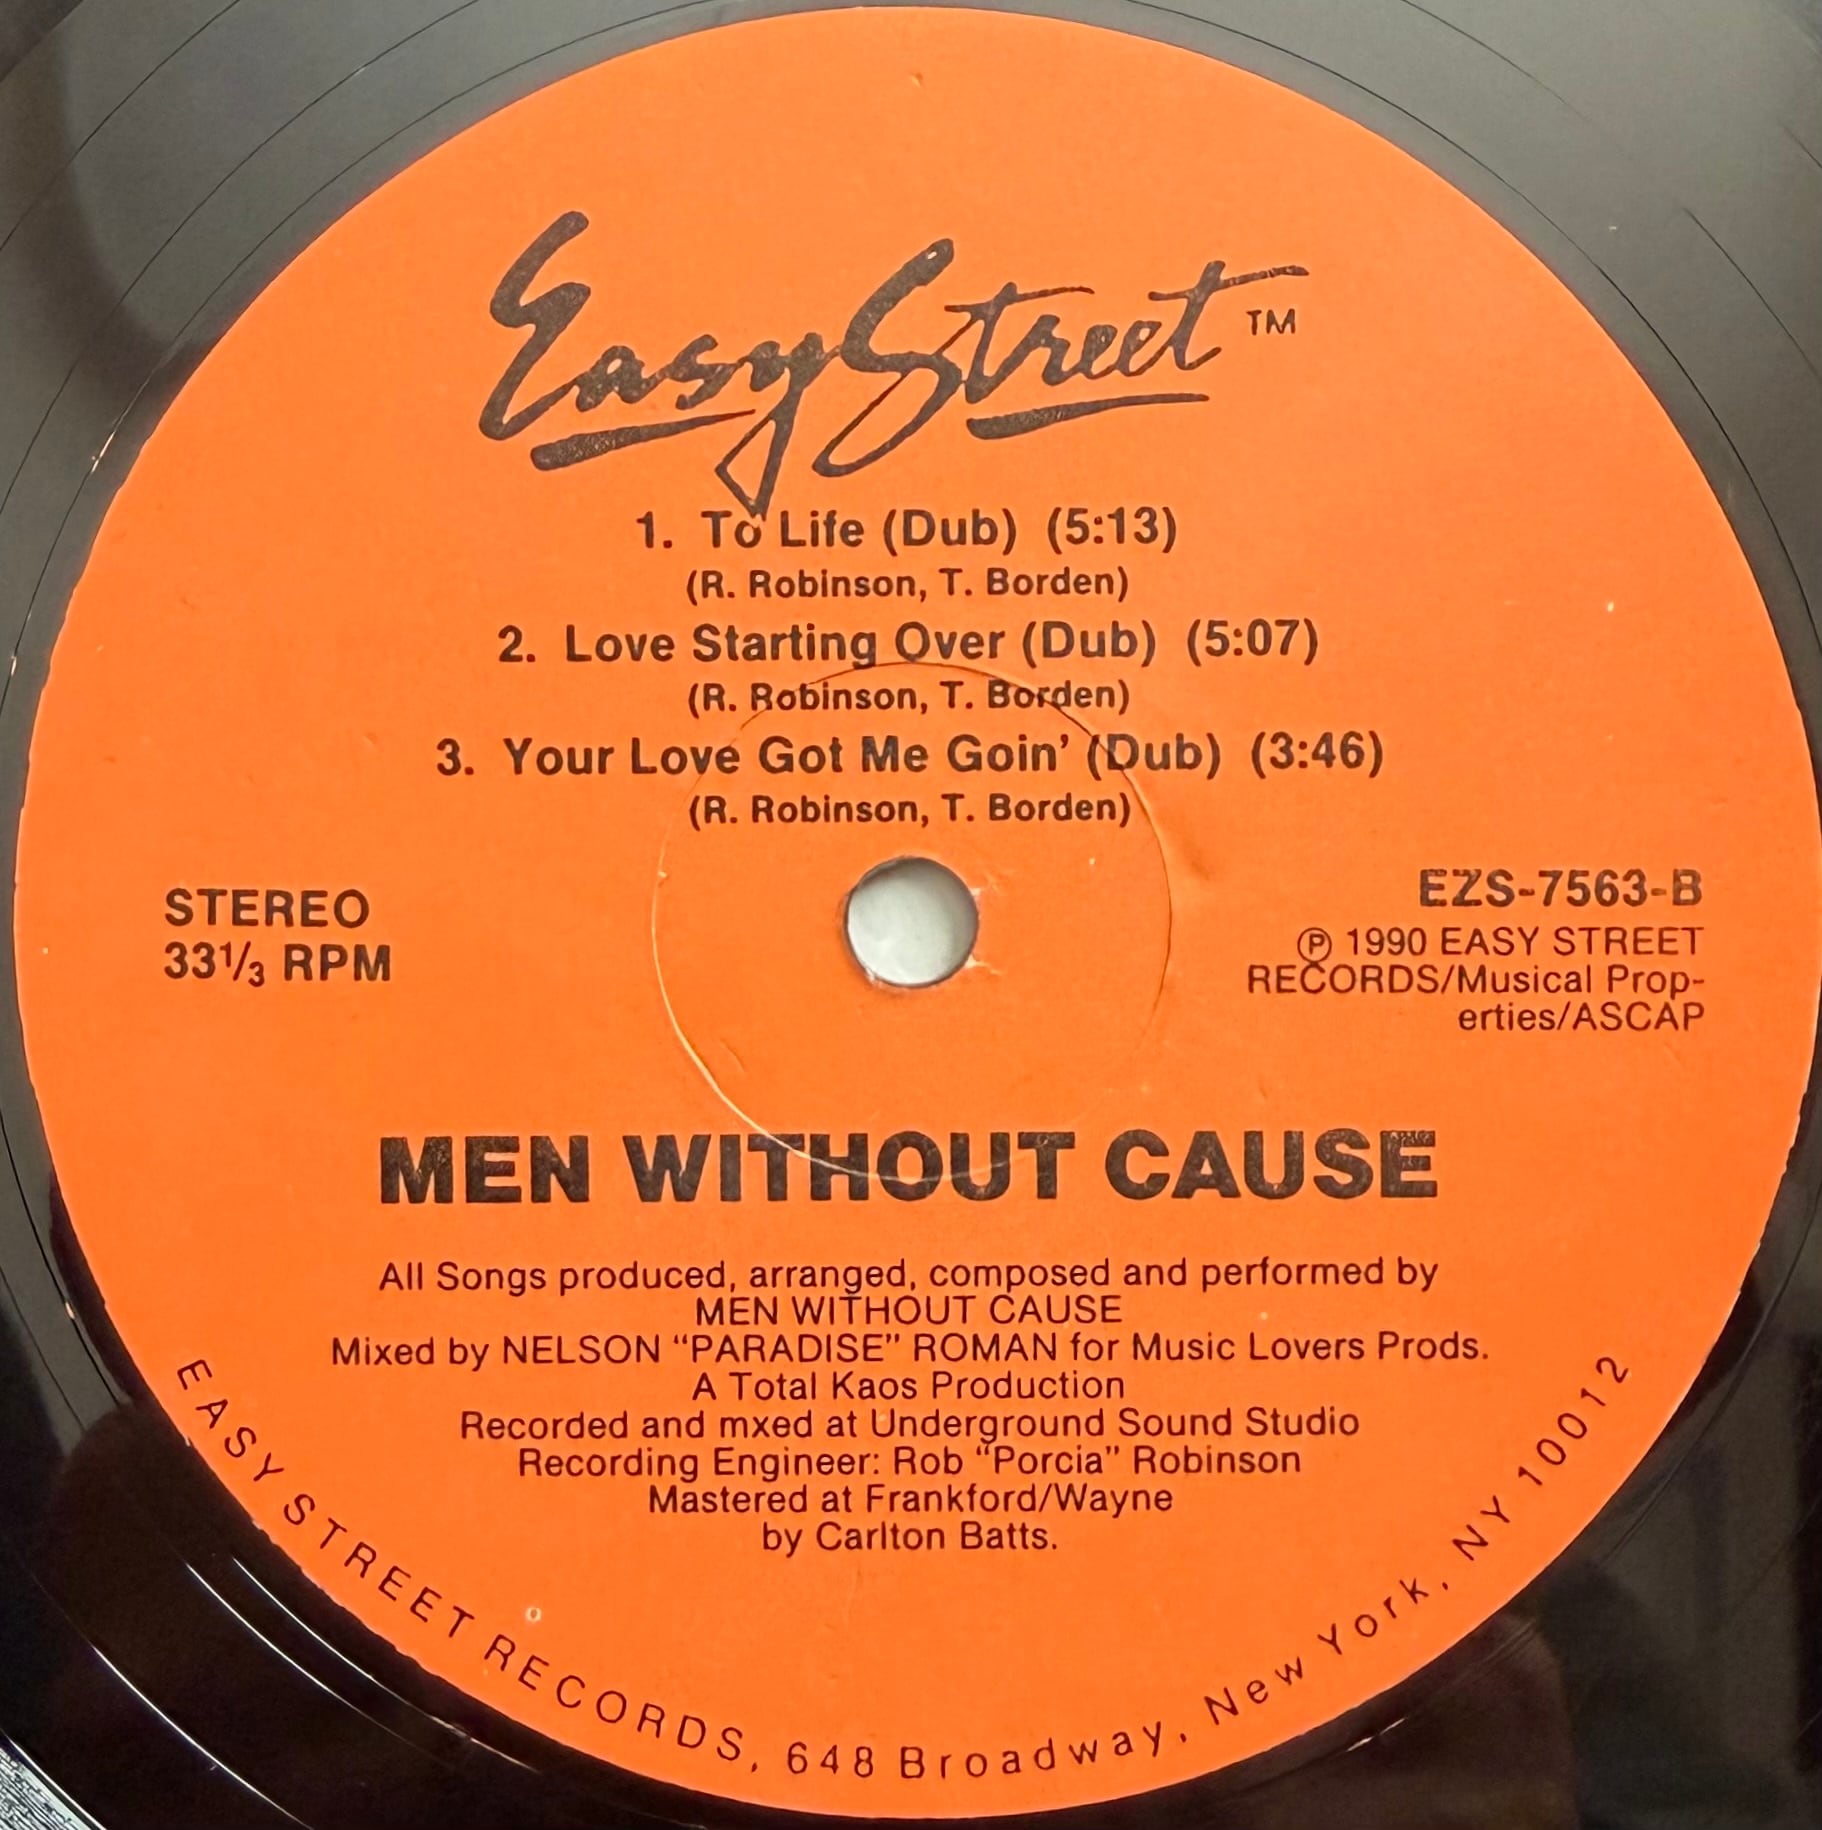 Easy Street ™
1. To Life (Dub) (5:13)
(R. Robinson, T. Borden)
2. Love Starting Over (Dub) (5:07)
(R. Robinson, T. Borden)
3. Your Love Got Me Goin' (Dub) (3:46)
(R. Robinson, T. Borden)
STEREO
33⅓ RPM
EZS-7563-B
Ⓟ 1990 EASY STREET
RECORDS/Musical Prop-
erties/ASCAP
MEN WITHOUT CAUSE
All Songs produced, arranged, composed and performed by
MEN WITHOUT CAUSE
Mixed by NELSON “PARADISE” ROMAN for Music Lovers Prods.
A Total Kaos Production
Recorded and mxed at Underground Sound Studio
Recording Engineer: Rob “Porcia” Robinson
Mastered at Frankford/Wayne
by Carlton Batts.
EASY STREET RECORDS, 648 Broadway, New York, NY 10012